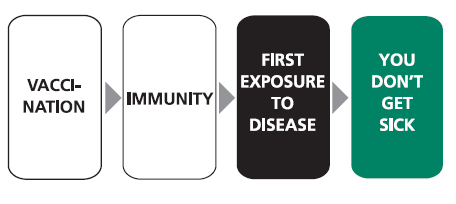 VACCI-
NATION
IMMUNITY
FIRST
EXPOSURE
TO
DISEASE
YOU
DON'T
GET
SICK